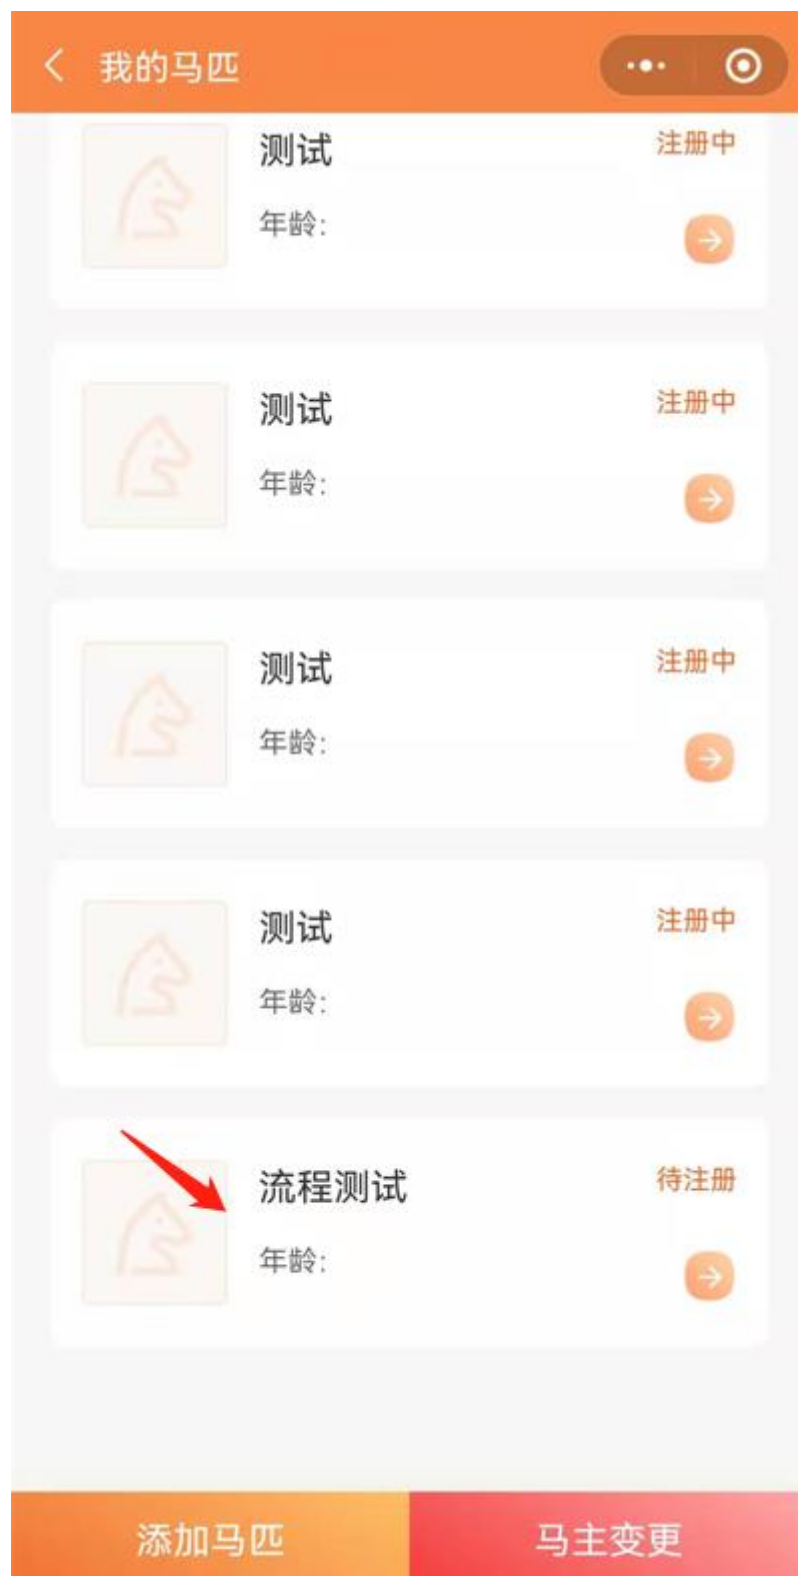 我的马匹
测试
注册中
年龄:
测试
注册中
年龄:
测试
注册中
年龄:
测试
注册中
年龄:
流程测试
待注册
年龄:
添加马匹
马主变更